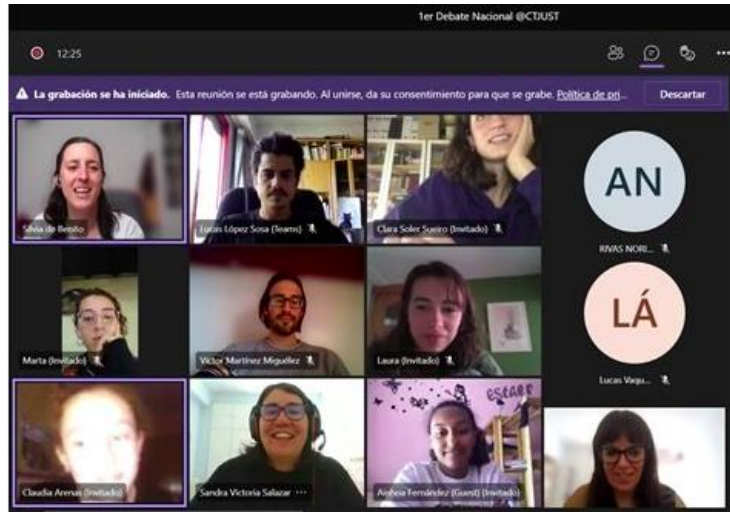 1er Debate Nacional @CTJUST
12:25
La grabación se ha iniciado. Esta reunión se está grabando. Al unirse, da su consentimiento para que se grabe. Política de pri...
Descartar
Silvia de Benito
Lucas López Sosa (Teams)
Clara Soler Sueiro (Invitado)
AN
RIVAS NORI...
Marta (Invitado)
Víctor Martínez Miguélez
Laura (Invitado)
LÁ
Lucas Vaqu...
escaer
Claudia Arenas (Invitado)
Sandra Victoria Salazar ...
Fernández (Guest) (Invitado)